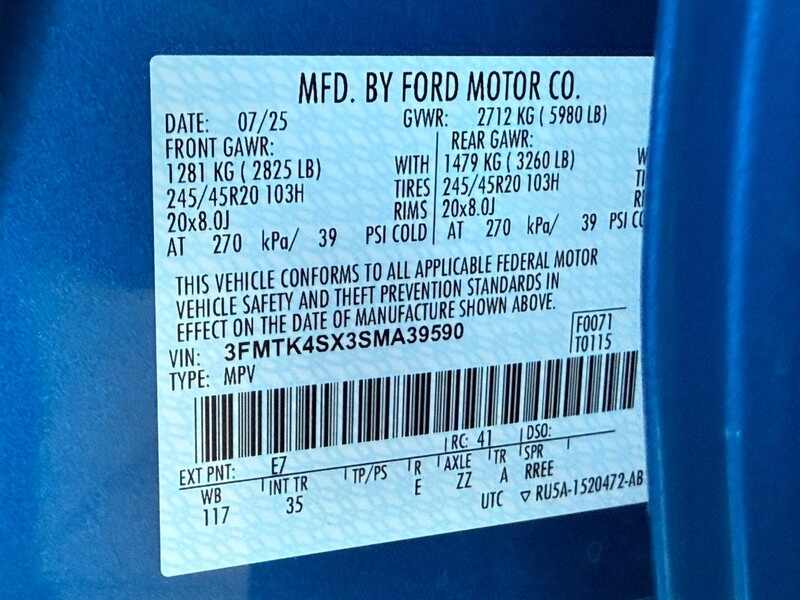 MFD. BY FORD MOTOR CO.
DATE: 07/25 GVWR: 2712 KG ( 5980 LB)
FRONT GAWR: REAR GAWR:
1281 KG ( 2825 LB) WITH 1479 KG ( 3260 LB) W
245/45R20 103H TIRES 245/45R20 103H TI
20x8.0J RIMS 20x8.0J RI
AT 270 kPa/ 39 PSI COLD AT 270 kPa/ 39 PSI C
THIS VEHICLE CONFORMS TO ALL APPLICABLE FEDERAL MOTOR
VEHICLE SAFETY AND THEFT PREVENTION STANDARDS IN
EFFECT ON THE DATE OF MANUFACTURE SHOWN ABOVE.
VIN: 3FMTK4SX3SMA39590 F0071
TYPE: MPV T0115
RC: 41 DSO:
EXT PNT: E7
WB INT TR TP/PS R AXLE TR SPR
117 35 E ZZ A RREE
UTC ▽ RU5A-1520472-AB